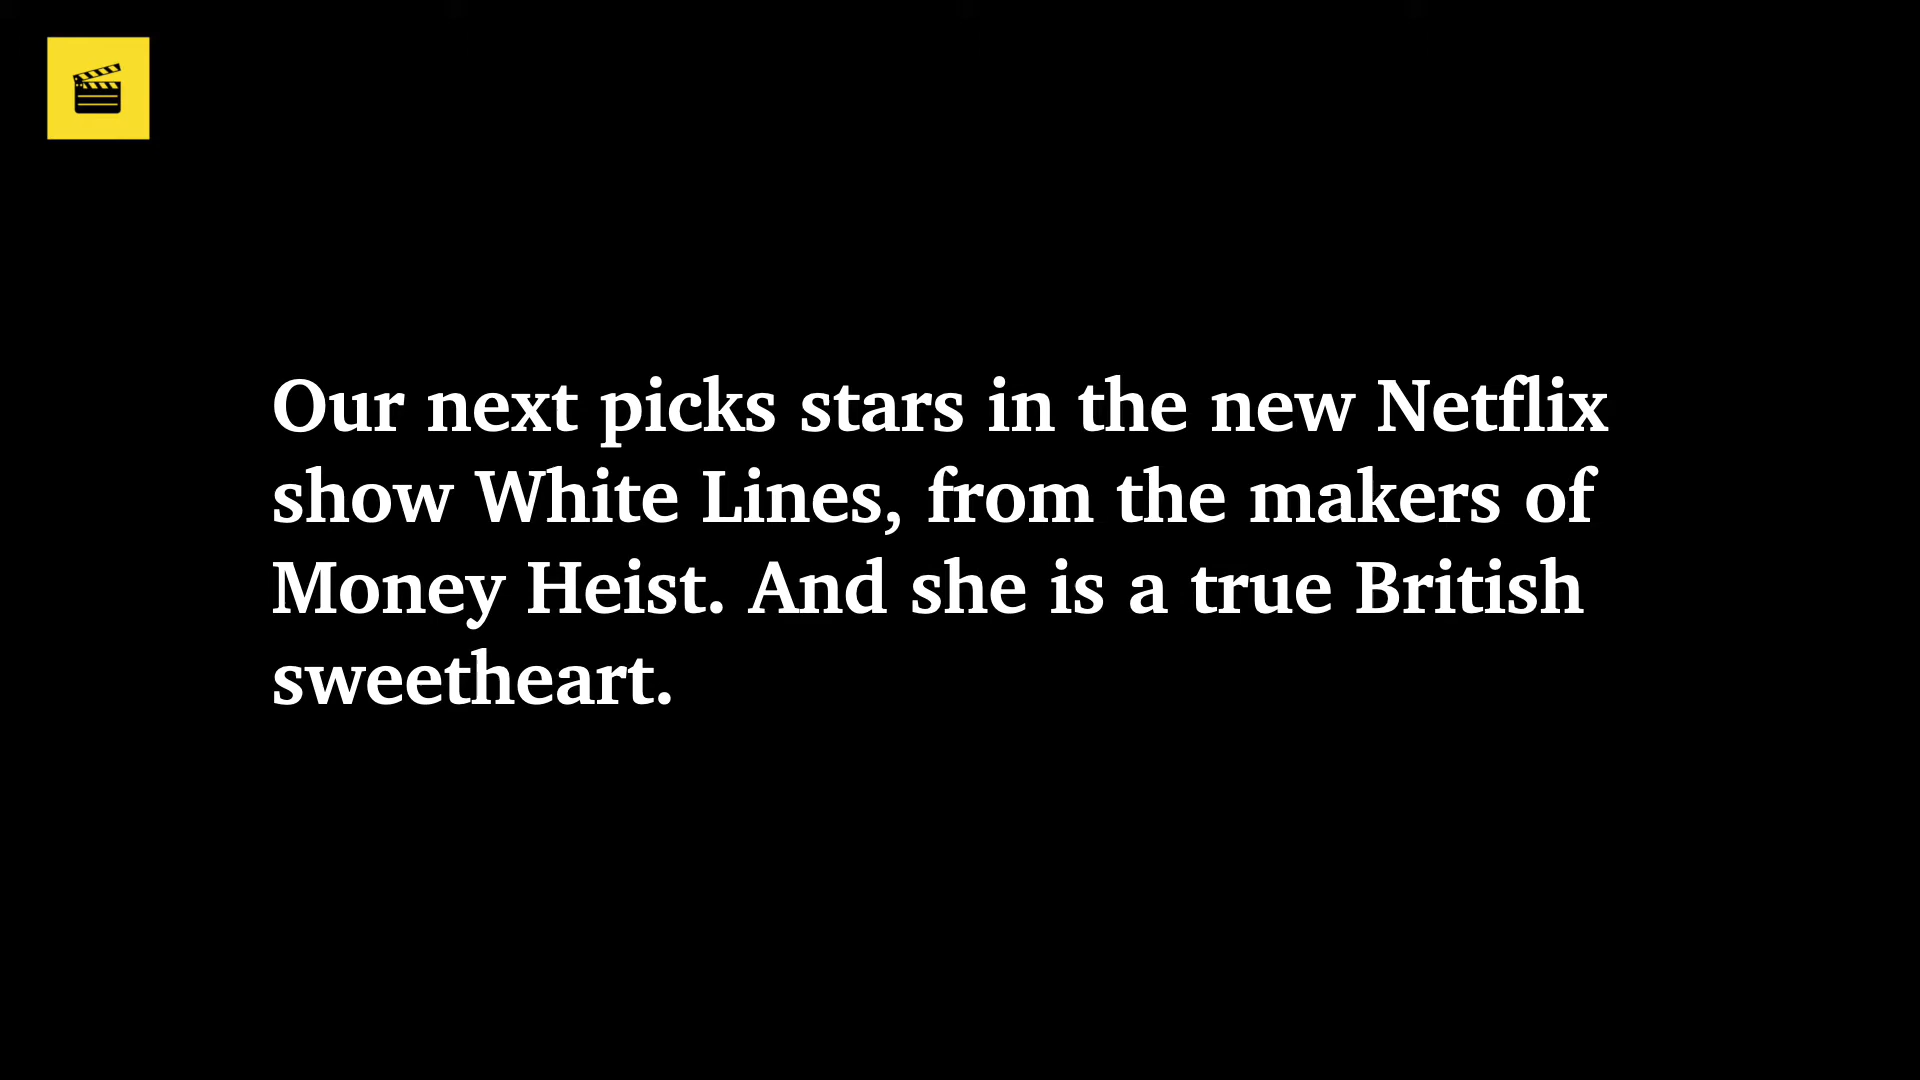 Our next picks stars in the new Netflix
show White Lines, from the makers of
Money Heist. And she is a true British
sweetheart.